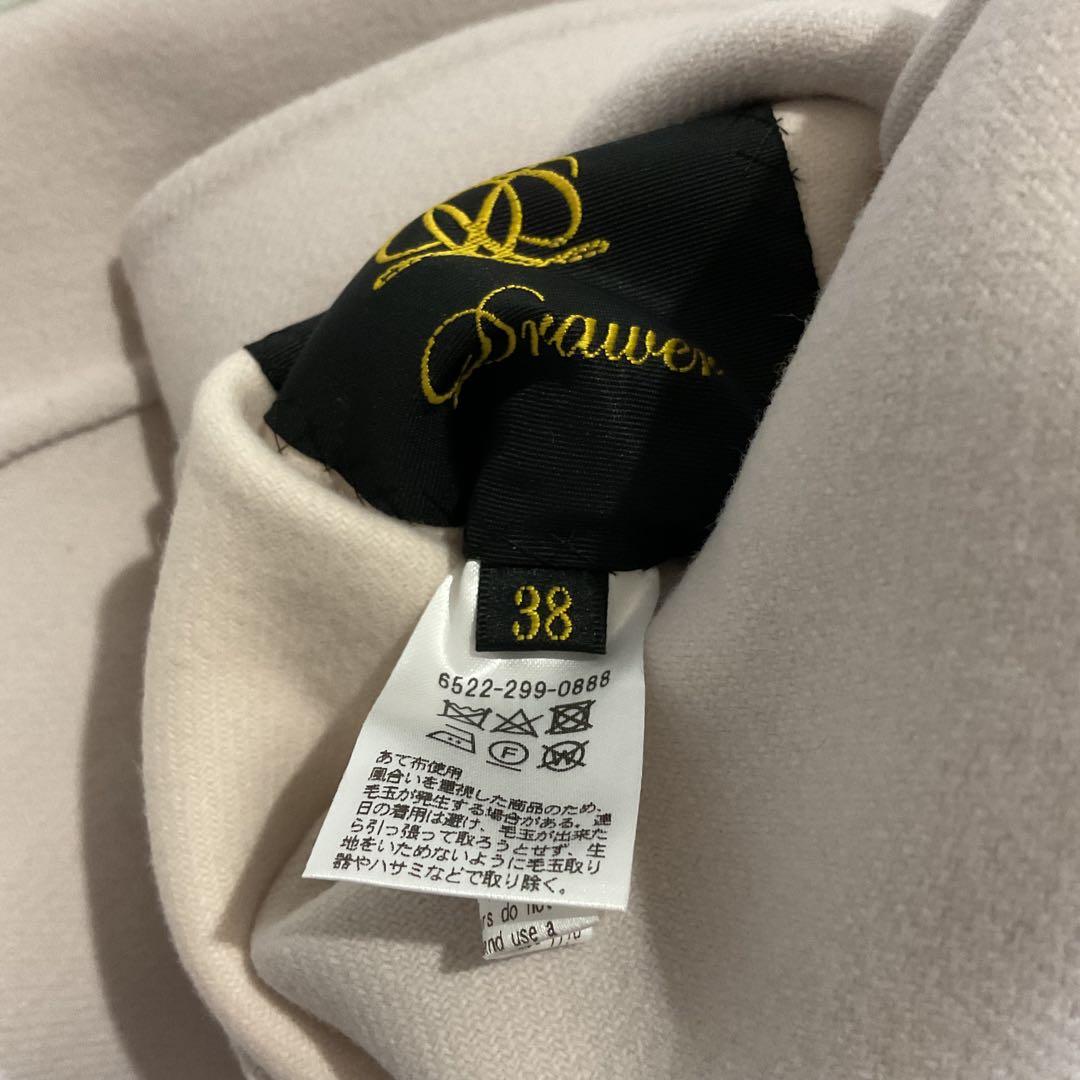 Drawer
38
6522-299-0888
F
W
あて布使用
風合いを重視した商品のため、
毛玉が発生する場合がある。連
日の着用は避け、毛玉が出来た
ら引っ張って取ろうとせず、生
地をいためないように毛玉取り
器やハサミなどで取り除く。
do
use a